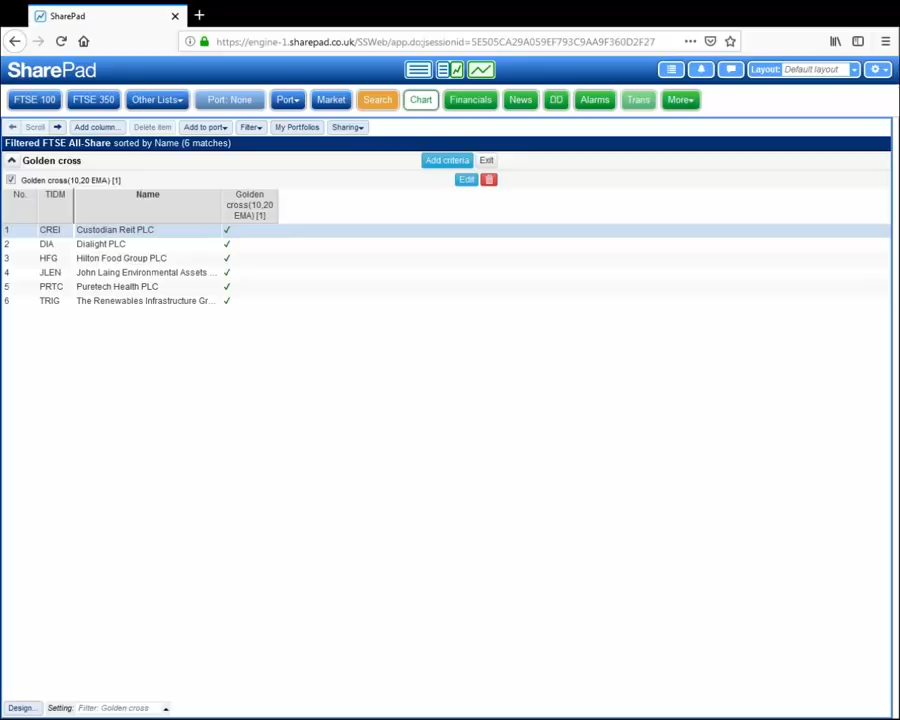 SharePad
https://engine-1.sharepad.co.uk/SSWeb/app.do;jsessionid=5E505CA29A059EF793C9AA9F360D2F27
SharePad Layout: Default layout
FTSE 100 FTSE 350 Other Lists Port: None Port Market Search Chart Financials News DD Alarms Trans More
Scroll Add column... Delete item Add to port Filter My Portfolios Sharing
Filtered FTSE All-Share sorted by Name (6 matches)
Golden cross Add criteria Exit
Golden cross(10,20 EMA) [1] Edit
No. TIDM Name Golden
cross(10,20
EMA) [1]
1 CREI Custodian Reit PLC ✓
2 DIA Dialight PLC ✓
3 HFG Hilton Food Group PLC ✓
4 JLEN John Laing Environmental Assets ... ✓
5 PRTC Puretech Health PLC ✓
6 TRIG The Renewables Infrastructure Gr... ✓
Design... Setting: Filter: Golden cross